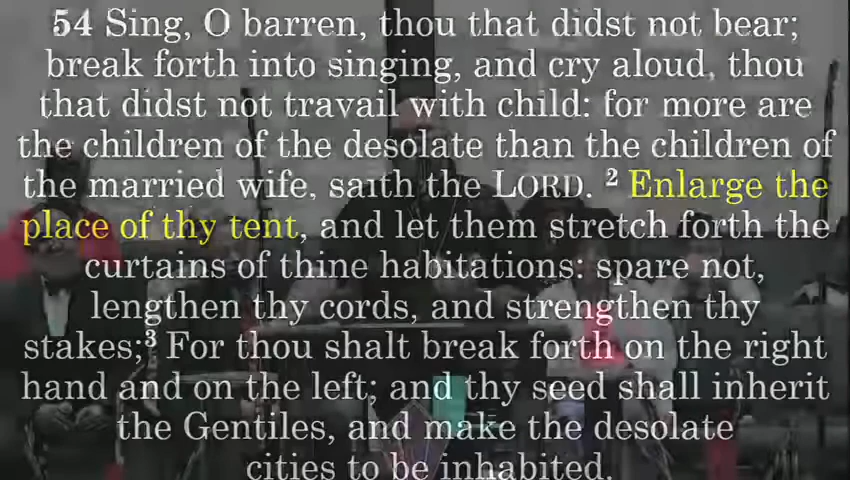 54 Sing, O barren, thou that didst not bear;
break forth into singing, and cry aloud, thou
that didst not travail with child: for more are
the children of the desolate than the children of
the married wife, saith the LORD. 2 Enlarge the
place of thy tent, and let them stretch forth the
curtains of thine habitations: spare not,
lengthen thy cords, and strengthen thy
stakes;3 For thou shalt break forth on the right
hand and on the left; and thy seed shall inherit
the Gentiles, and make the desolate
cities to be inhabited.